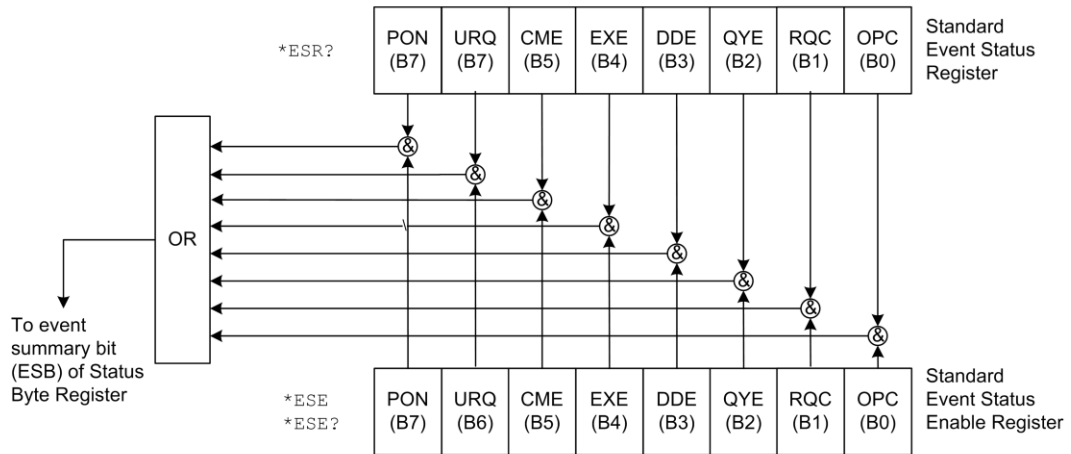 *ESR?
PON URQ CME EXE DDE QYE RQC OPC
(B7) (B7) (B5) (B4) (B3) (B2) (B1) (B0)
Standard
Event Status
Register
&
&
&
&
&
&
&
&
OR
To event
summary bit
(ESB) of Status
Byte Register
*ESE
*ESE?
PON URQ CME EXE DDE QYE RQC OPC
(B7) (B6) (B5) (B4) (B3) (B2) (B1) (B0)
Standard
Event Status
Enable Register